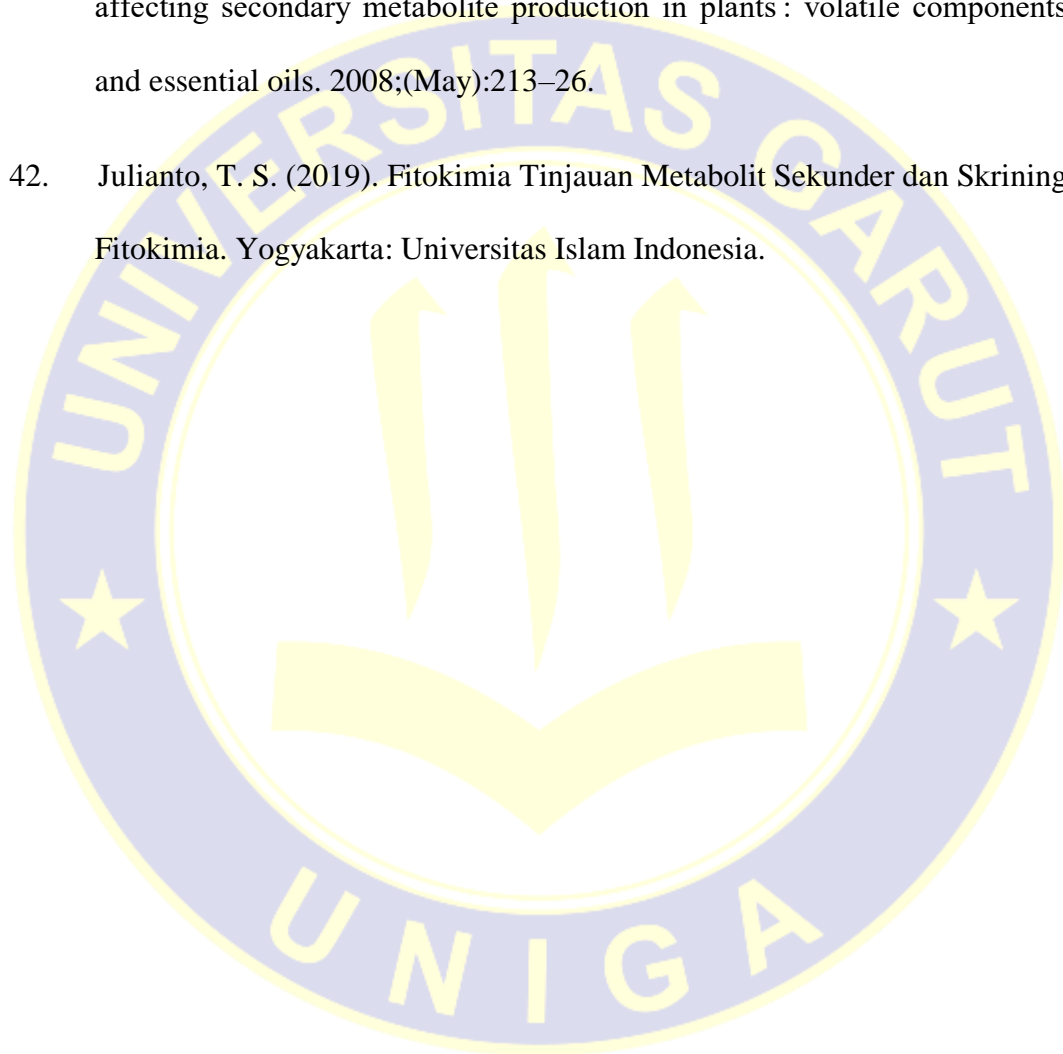 affecting secondary metabolite production in plants : volatile components
and essential oils. 2008;(May):213–26.
42. Julianto, T. S. (2019). Fitokimia Tinjauan Metabolit Sekunder dan Skrining
Fitokimia. Yogyakarta: Universitas Islam Indonesia.
UNIVERSITAS GARUT
UNIGA